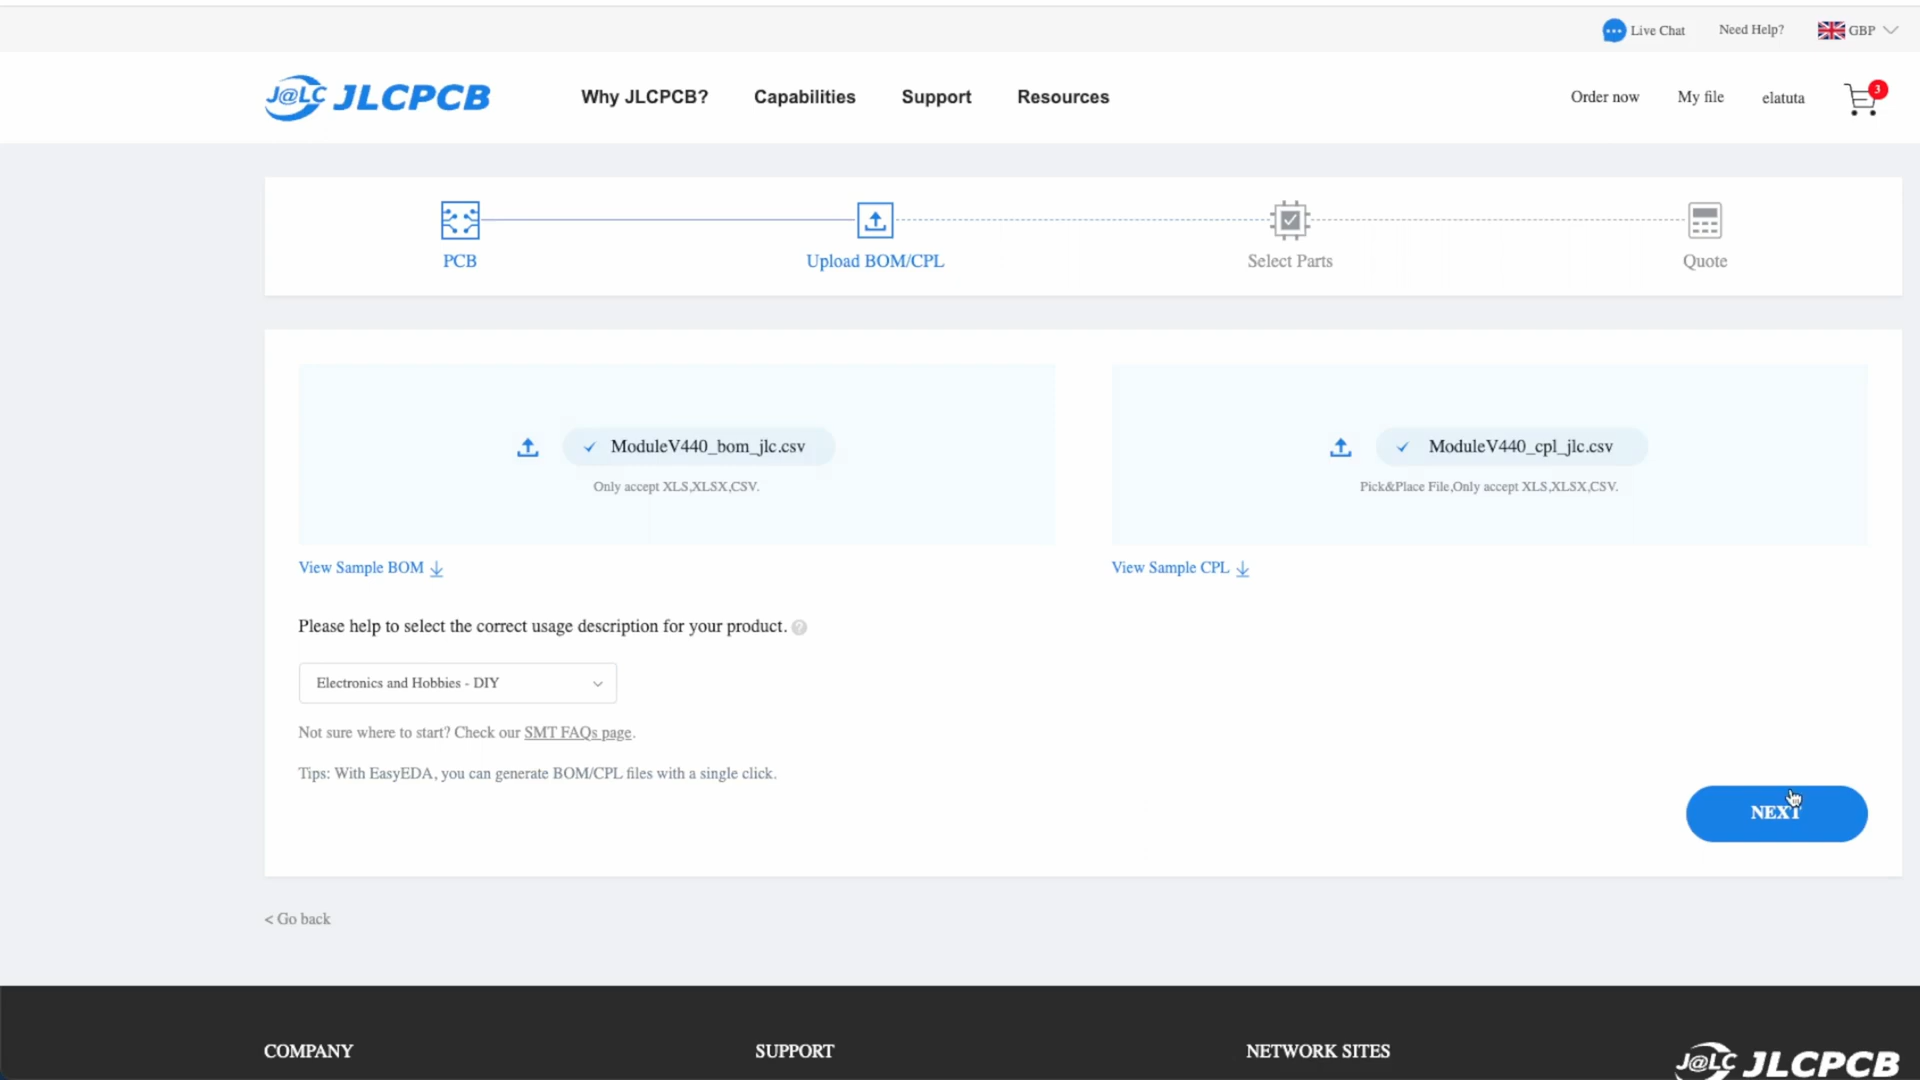 Live Chat Need Help? GBP
J@LC JLCPCB Why JLCPCB? Capabilities Support Resources Order now My file elatuta 3
PCB Upload BOM/CPL Select Parts Quote
ModuleV440_bom_jlc.csv ModuleV440_cpl_jlc.csv
Only accept XLS,XLSX,CSV. Pick&Place File,Only accept XLS,XLSX,CSV.
View Sample BOM View Sample CPL
Please help to select the correct usage description for your product. ?
Electronics and Hobbies - DIY
Not sure where to start? Check our SMT FAQs page.
Tips: With EasyEDA, you can generate BOM/CPL files with a single click.
NEXT
< Go back
COMPANY SUPPORT NETWORK SITES J@LC JLCPCB